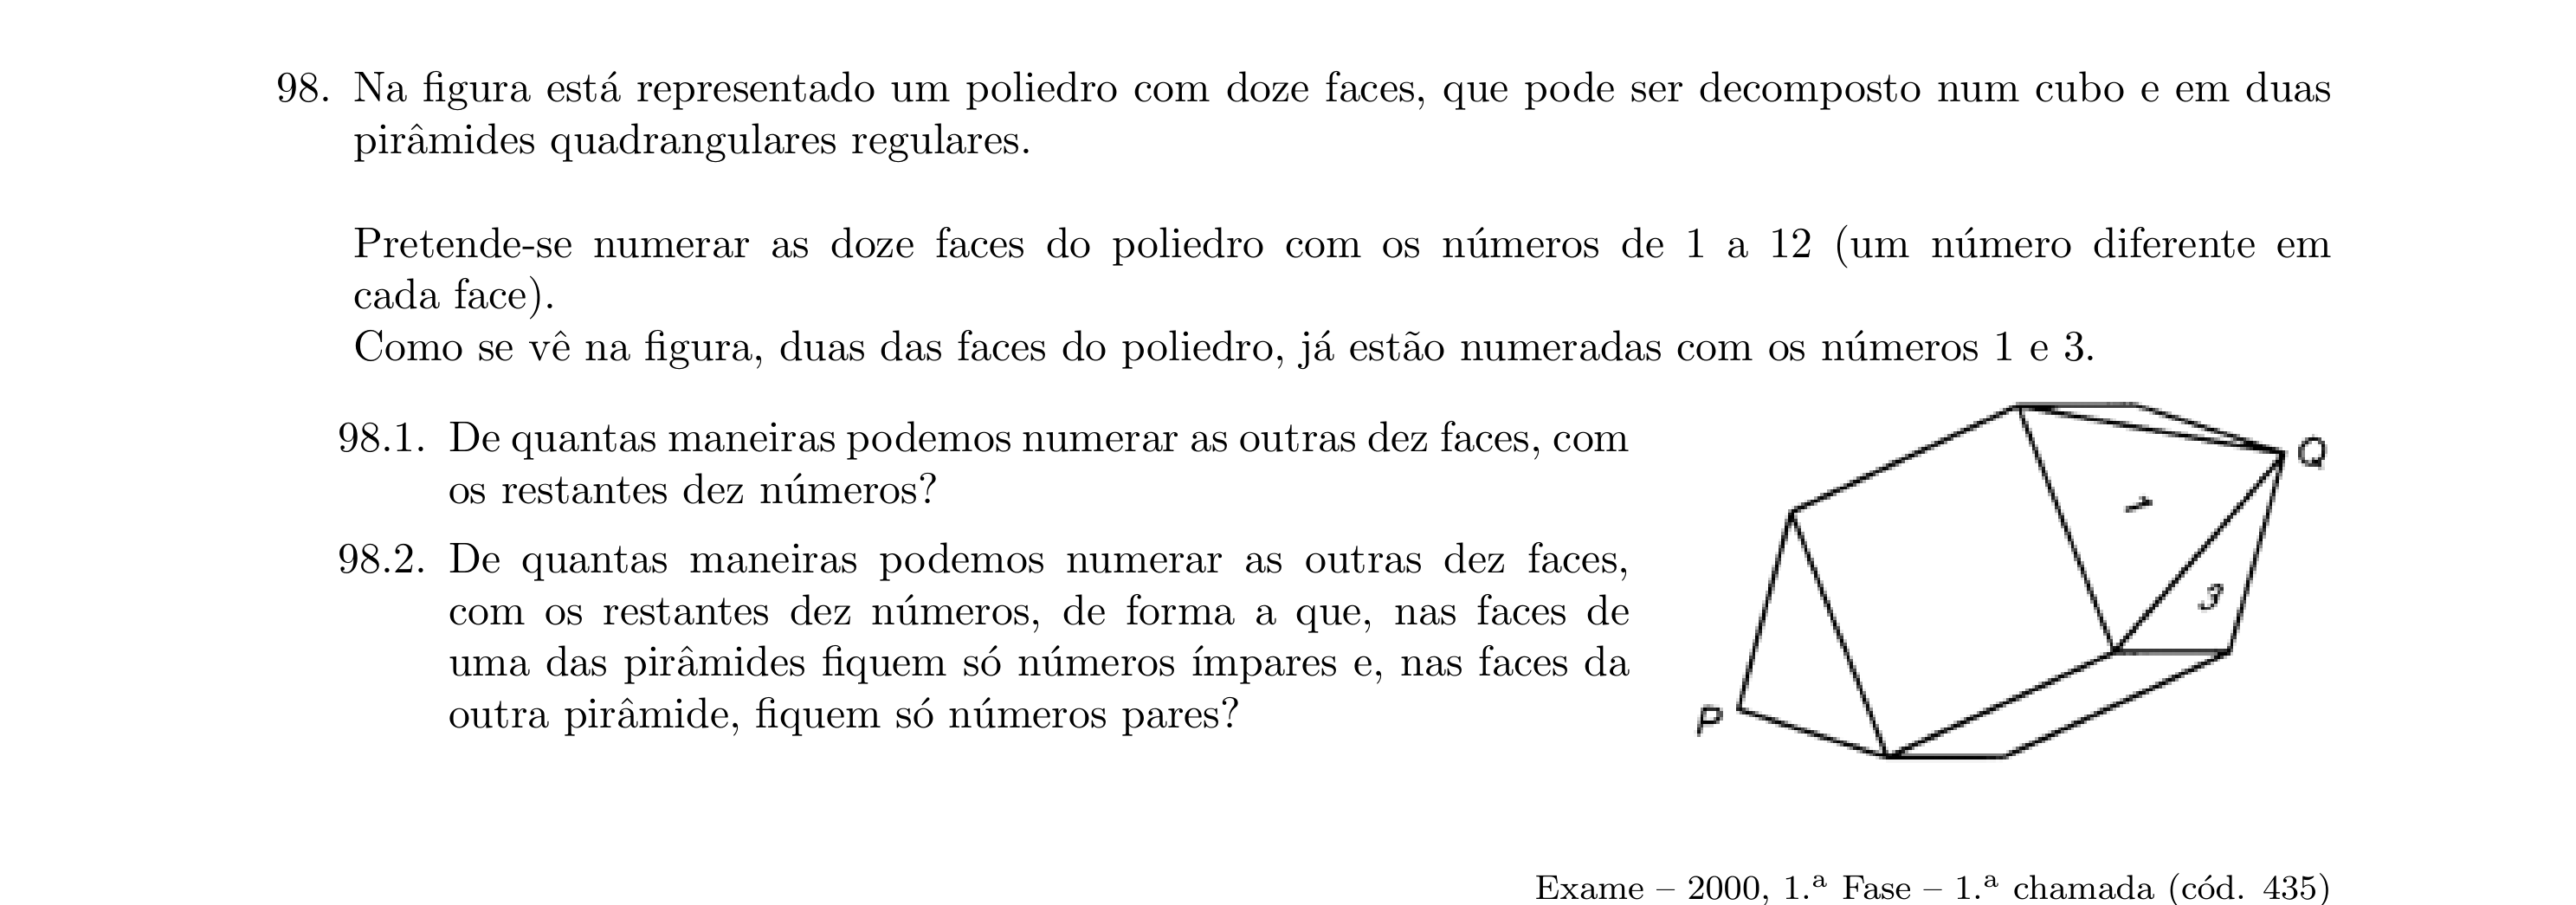 98. Na figura está representado um poliedro com doze faces, que pode ser decomposto num cubo e em duas
pirâmides quadrangulares regulares.
Pretende-se numerar as doze faces do poliedro com os números de 1 a 12 (um número diferente em
cada face).
Como se vê na figura, duas das faces do poliedro, já estão numeradas com os números 1 e 3.
98.1. De quantas maneiras podemos numerar as outras dez faces, com
os restantes dez números?
98.2. De quantas maneiras podemos numerar as outras dez faces,
com os restantes dez números, de forma a que, nas faces de
uma das pirâmides fiquem só números ímpares e, nas faces da
outra pirâmide, fiquem só números pares?
Q
1
3
P
Exame – 2000, 1.ª Fase – 1.ª chamada (cód. 435)